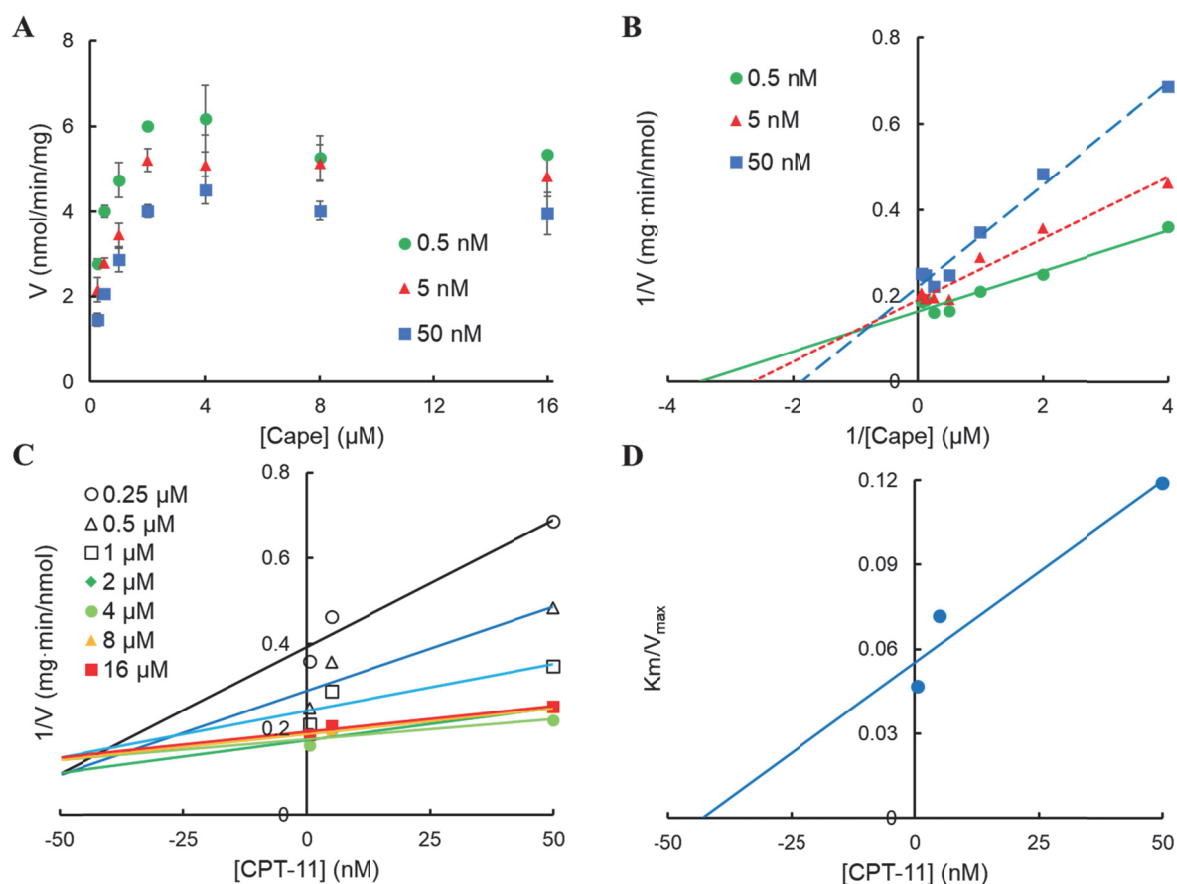 A
V (nmol/min/mg)
8
6
4
2
0
0
4
8
12
16
[Cape] (µM)
0.5 nM
5 nM
50 nM
B
0.5 nM
5 nM
50 nM
1/V (mg·min/nmol)
0.8
0.6
0.4
0.2
0
-4
-2
0
2
4
1/[Cape] (µM)
C
0.25 µM
0.5 µM
1 µM
2 µM
4 µM
8 µM
16 µM
1/V (mg·min/nmol)
0.8
0.6
0.4
0.2
0
-50
-25
0
25
50
[CPT-11] (nM)
D
Km/Vmax
0.12
0.09
0.06
0.03
0
-50
-25
0
25
50
[CPT-11] (nM)